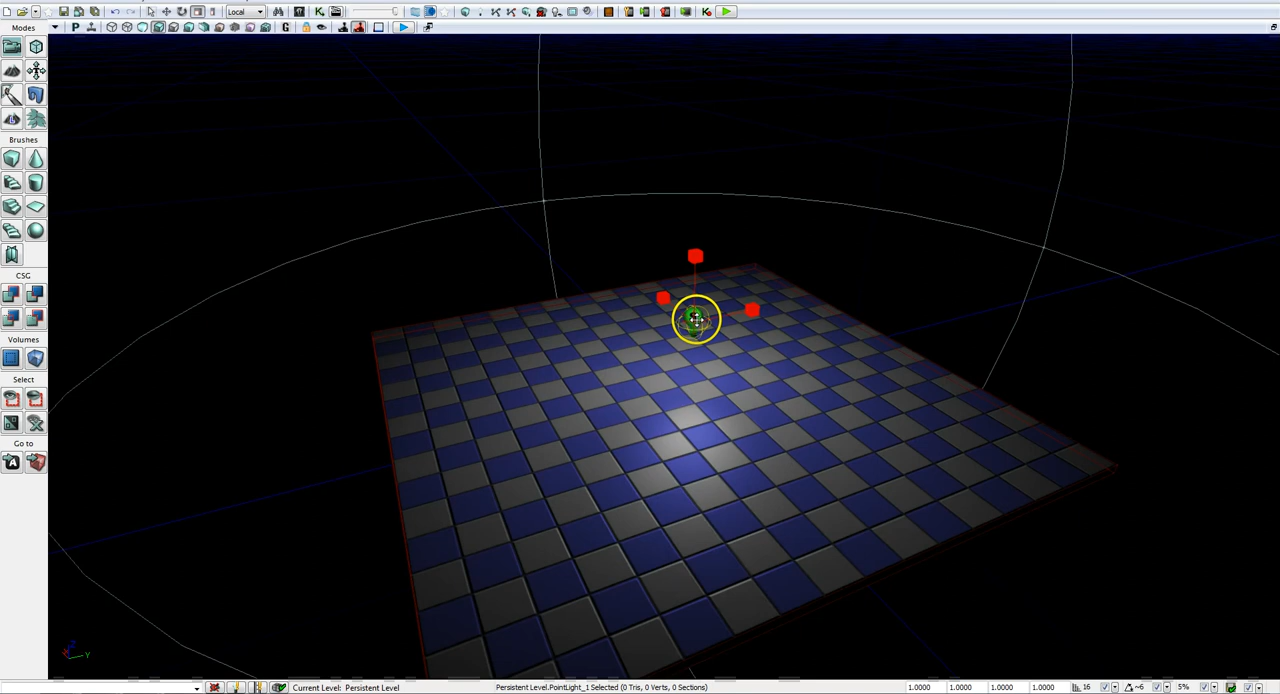 Local
Modes
P
G
Brushes
CSG
Volumes
Select
Go to
Y
Current Level: Persistent Level
Persistent Level.PointLight_1 Selected (0 Tris, 0 Verts, 0 Sections)
1.0000 1.0000 1.0000 1.0000 16 ~6 5%